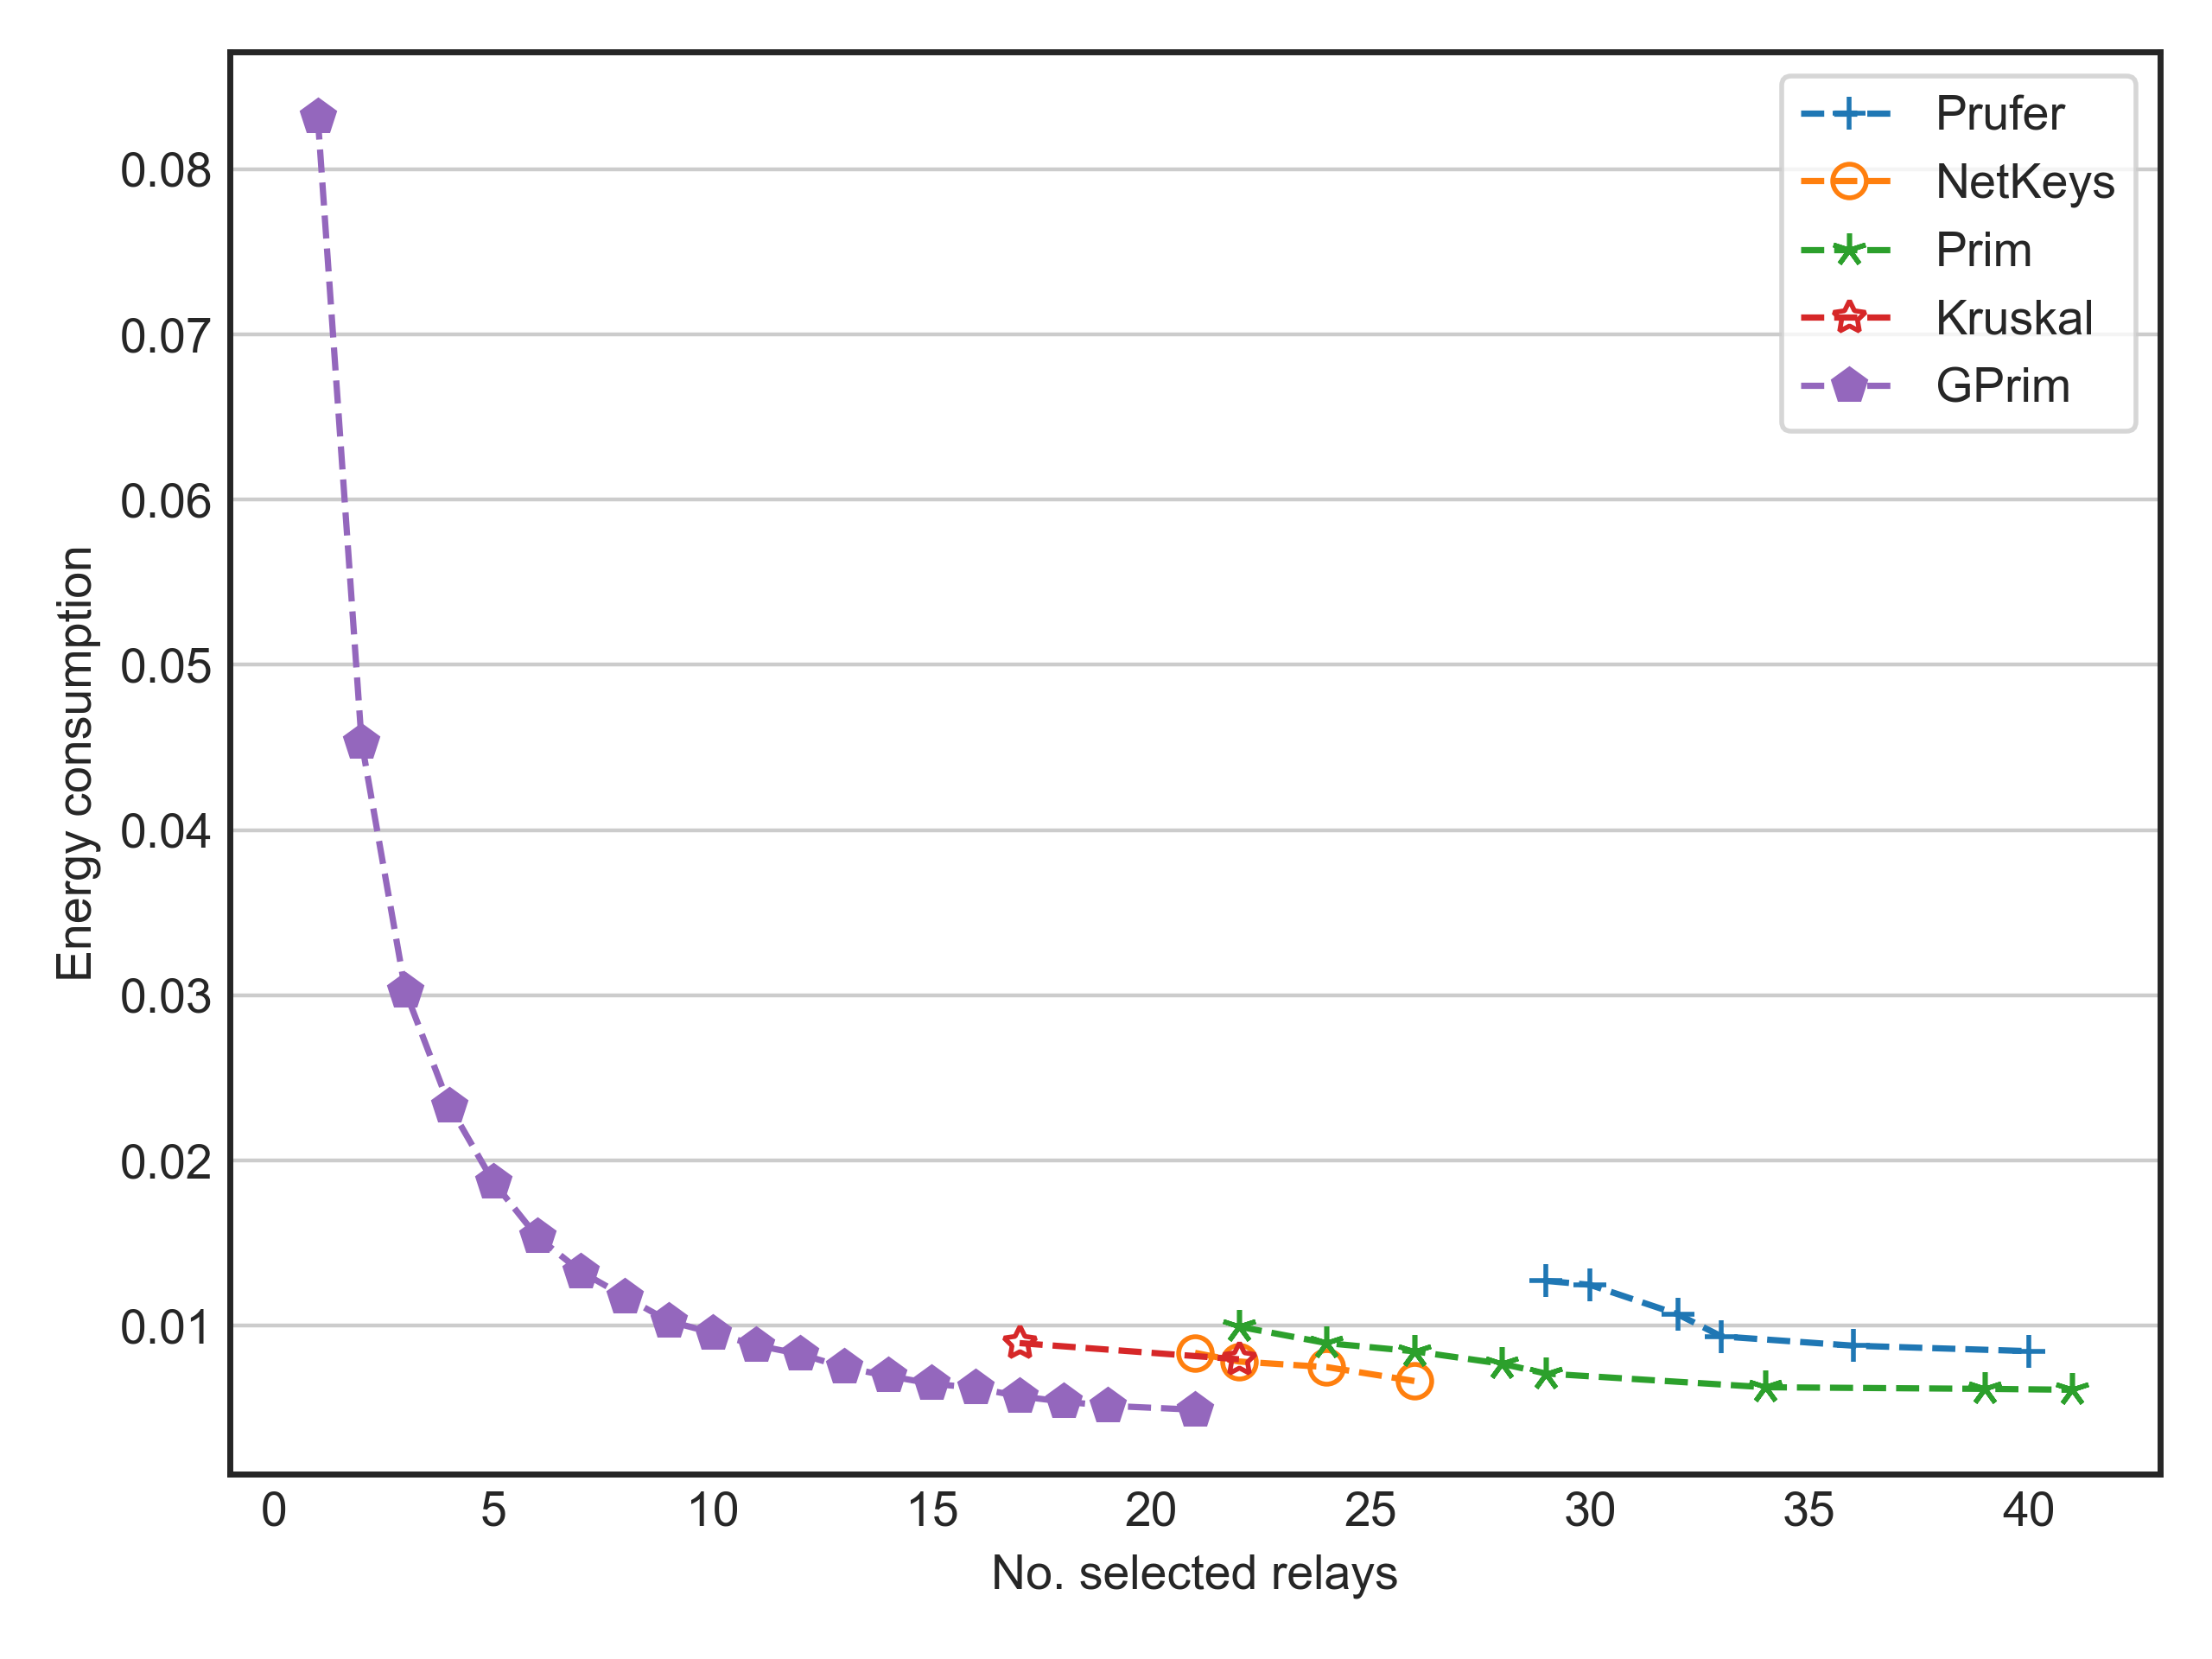 Prufer
NetKeys
Prim
Kruskal
GPrim
Energy consumption
0.08
0.07
0.06
0.05
0.04
0.03
0.02
0.01
0 5 10 15 20 25 30 35 40
No. selected relays